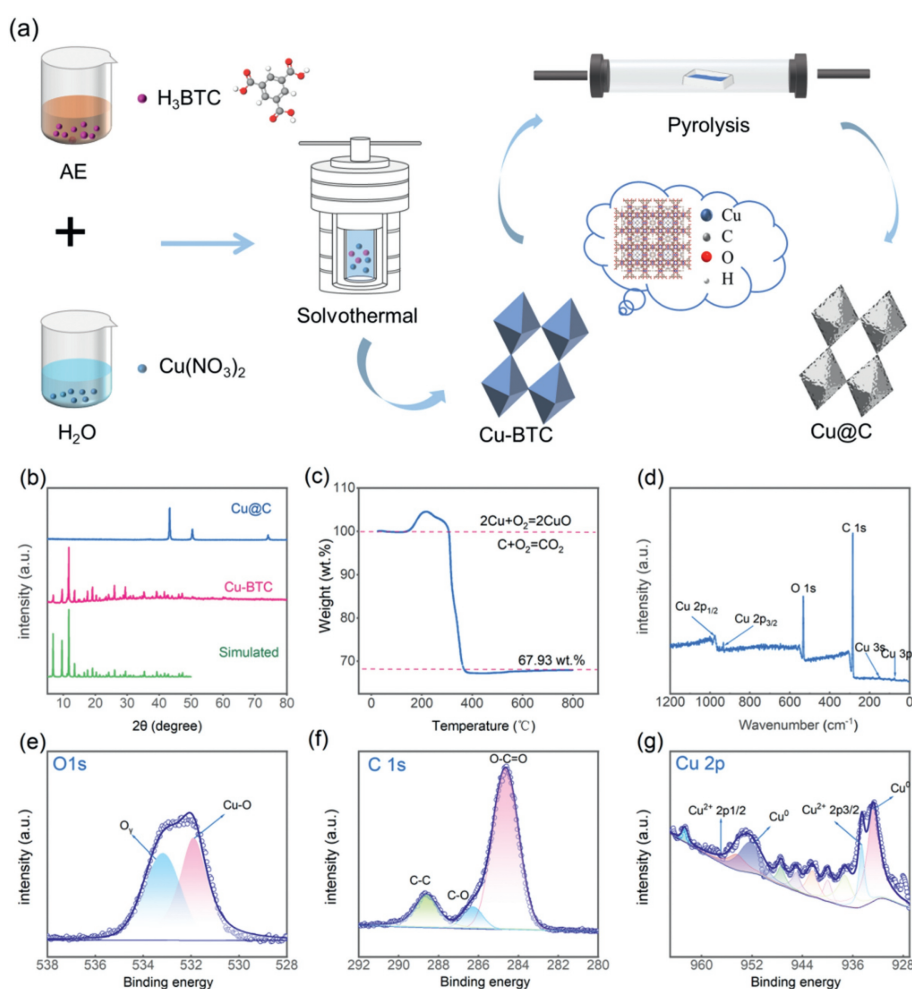 (a)
H₃BTC
AE
+
Cu(NO₃)₂
H₂O
Solvothermal
Pyrolysis
Cu
C
O
H
Cu-BTC
Cu@C
(b)
Cu@C
Cu-BTC
Simulated
intensity (a.u.)
10 20 30 40 50 60 70 80
2θ (degree)
(c)
110
100
90
80
70
2Cu+O₂=2CuO
C+O₂=CO₂
67.93 wt.%
Weight (wt.%)
0 200 400 600 800
Temperature (℃)
(d)
C 1s
O 1s
Cu 2p₁/₂
Cu 2p₃/₂
Cu 3s
Cu 3p
intensity (a.u.)
1200 1000 800 600 400 200 0
Wavenumber (cm⁻¹)
(e)
O1s
Cu-O
Oᵧ
intensity (a.u.)
538 536 534 532 530 528
Binding energy
(f)
C 1s
O-C=O
C-C
C-O
intensity (a.u.)
292 290 288 286 284 282 280
Binding energy
(g)
Cu 2p
Cu⁰
Cu²⁺ 2p1/2
Cu⁰
Cu²⁺ 2p3/2
intensity (a.u.)
960 952 944 936 928
Binding energy